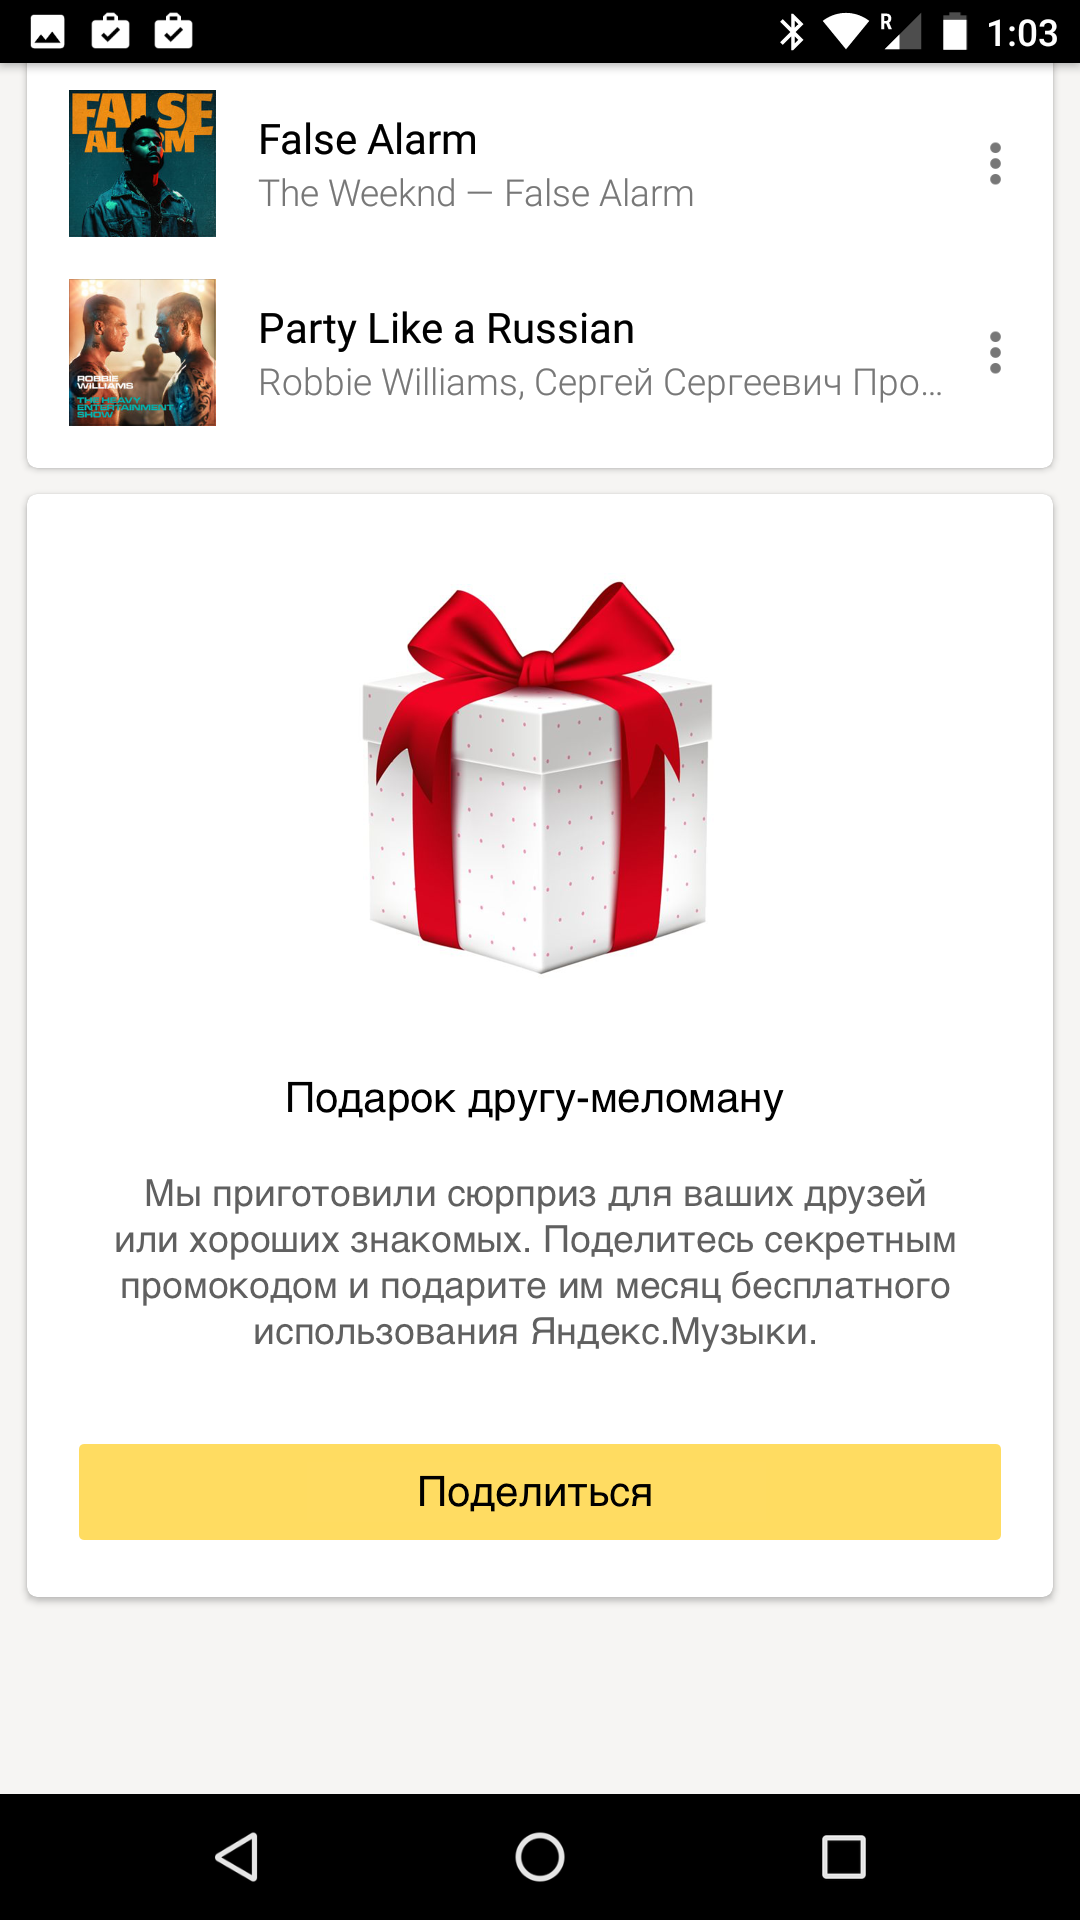 R 1:03
FALSE
ALARM
False Alarm
The Weeknd — False Alarm
Party Like a Russian
Robbie Williams, Сергей Сергеевич Про...
ROBBIE
WILLIAMS
THE HEAVY
ENTERTAINMENT
SHOW
Подарок другу-меломану
Мы приготовили сюрприз для ваших друзей
или хороших знакомых. Поделитесь секретным
промокодом и подарите им месяц бесплатного
использования Яндекс.Музыки.
Поделиться